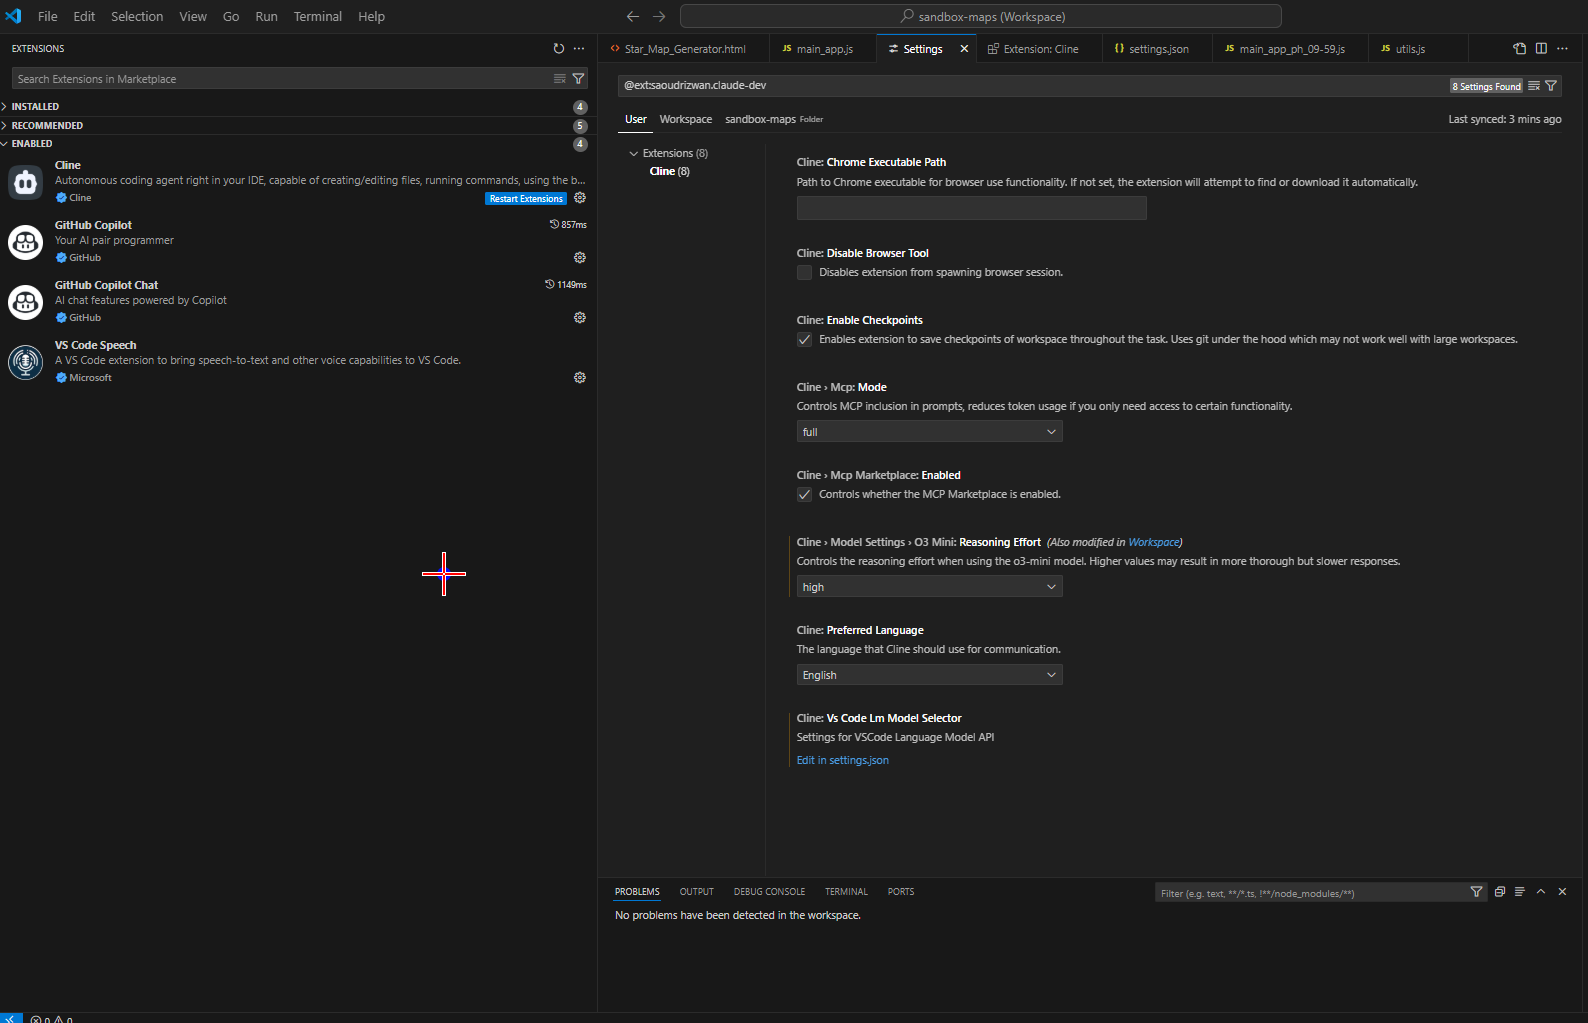 File Edit Selection View Go Run Terminal Help
sandbox-maps (Workspace)
EXTENSIONS
Search Extensions in Marketplace
INSTALLED 4
RECOMMENDED 5
ENABLED 4
Cline
Autonomous coding agent right in your IDE, capable of creating/editing files, running commands, using the b...
Cline Restart Extensions
GitHub Copilot 857ms
Your AI pair programmer
GitHub
GitHub Copilot Chat 1149ms
AI chat features powered by Copilot
GitHub
VS Code Speech
A VS Code extension to bring speech-to-text and other voice capabilities to VS Code.
Microsoft
Star_Map_Generator.html JS main_app.js Settings Extension: Cline {} settings.json JS main_app_ph_09-59.js JS utils.js
@ext:saoudrizwan.claude-dev 8 Settings Found
User Workspace sandbox-maps Folder Last synced: 3 mins ago
Extensions (8)
Cline (8)
Cline: Chrome Executable Path
Path to Chrome executable for browser use functionality. If not set, the extension will attempt to find or download it automatically.
Cline: Disable Browser Tool
Disables extension from spawning browser session.
Cline: Enable Checkpoints
Enables extension to save checkpoints of workspace throughout the task. Uses git under the hood which may not work well with large workspaces.
Cline › Mcp: Mode
Controls MCP inclusion in prompts, reduces token usage if you only need access to certain functionality.
full
Cline › Mcp Marketplace: Enabled
Controls whether the MCP Marketplace is enabled.
Cline › Model Settings › O3 Mini: Reasoning Effort (Also modified in Workspace)
Controls the reasoning effort when using the o3-mini model. Higher values may result in more thorough but slower responses.
high
Cline: Preferred Language
The language that Cline should use for communication.
English
Cline: Vs Code Lm Model Selector
Settings for VSCode Language Model API
Edit in settings.json
PROBLEMS OUTPUT DEBUG CONSOLE TERMINAL PORTS Filter (e.g. text, **/*.ts, !**/node_modules/**)
No problems have been detected in the workspace.
0 0